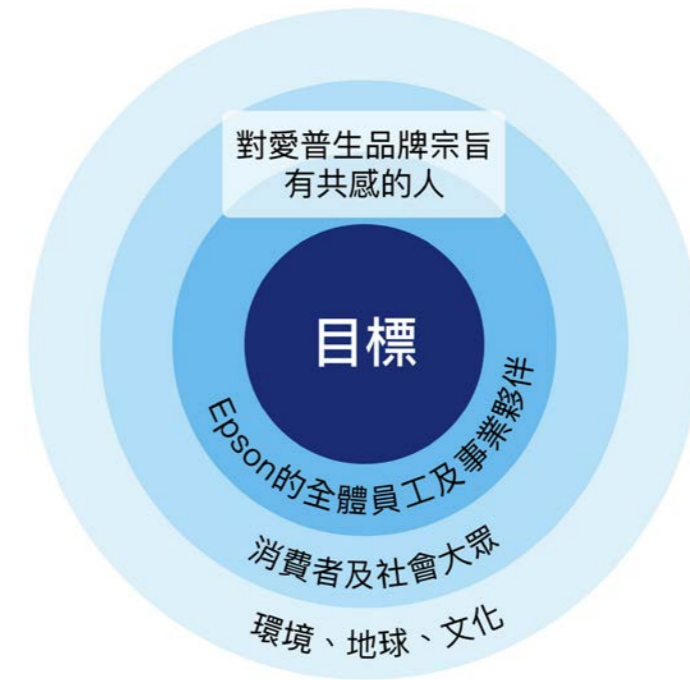 對愛普生品牌宗旨
有共感的人
目標
Epson的全體員工及事業夥伴
消費者及社會大眾
環境、地球、文化